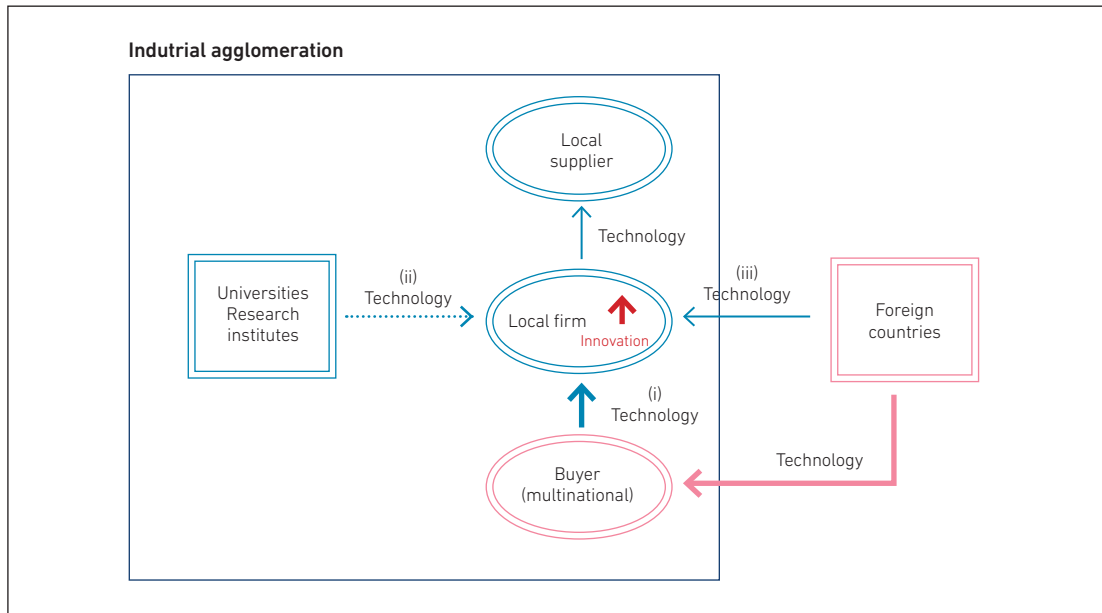 Indutrial agglomeration
Local
supplier
Technology
Universities
Research
institutes
(ii)
Technology
Local firm
Innovation
(iii)
Technology
Foreign
countries
(i)
Technology
Buyer
(multinational)
Technology